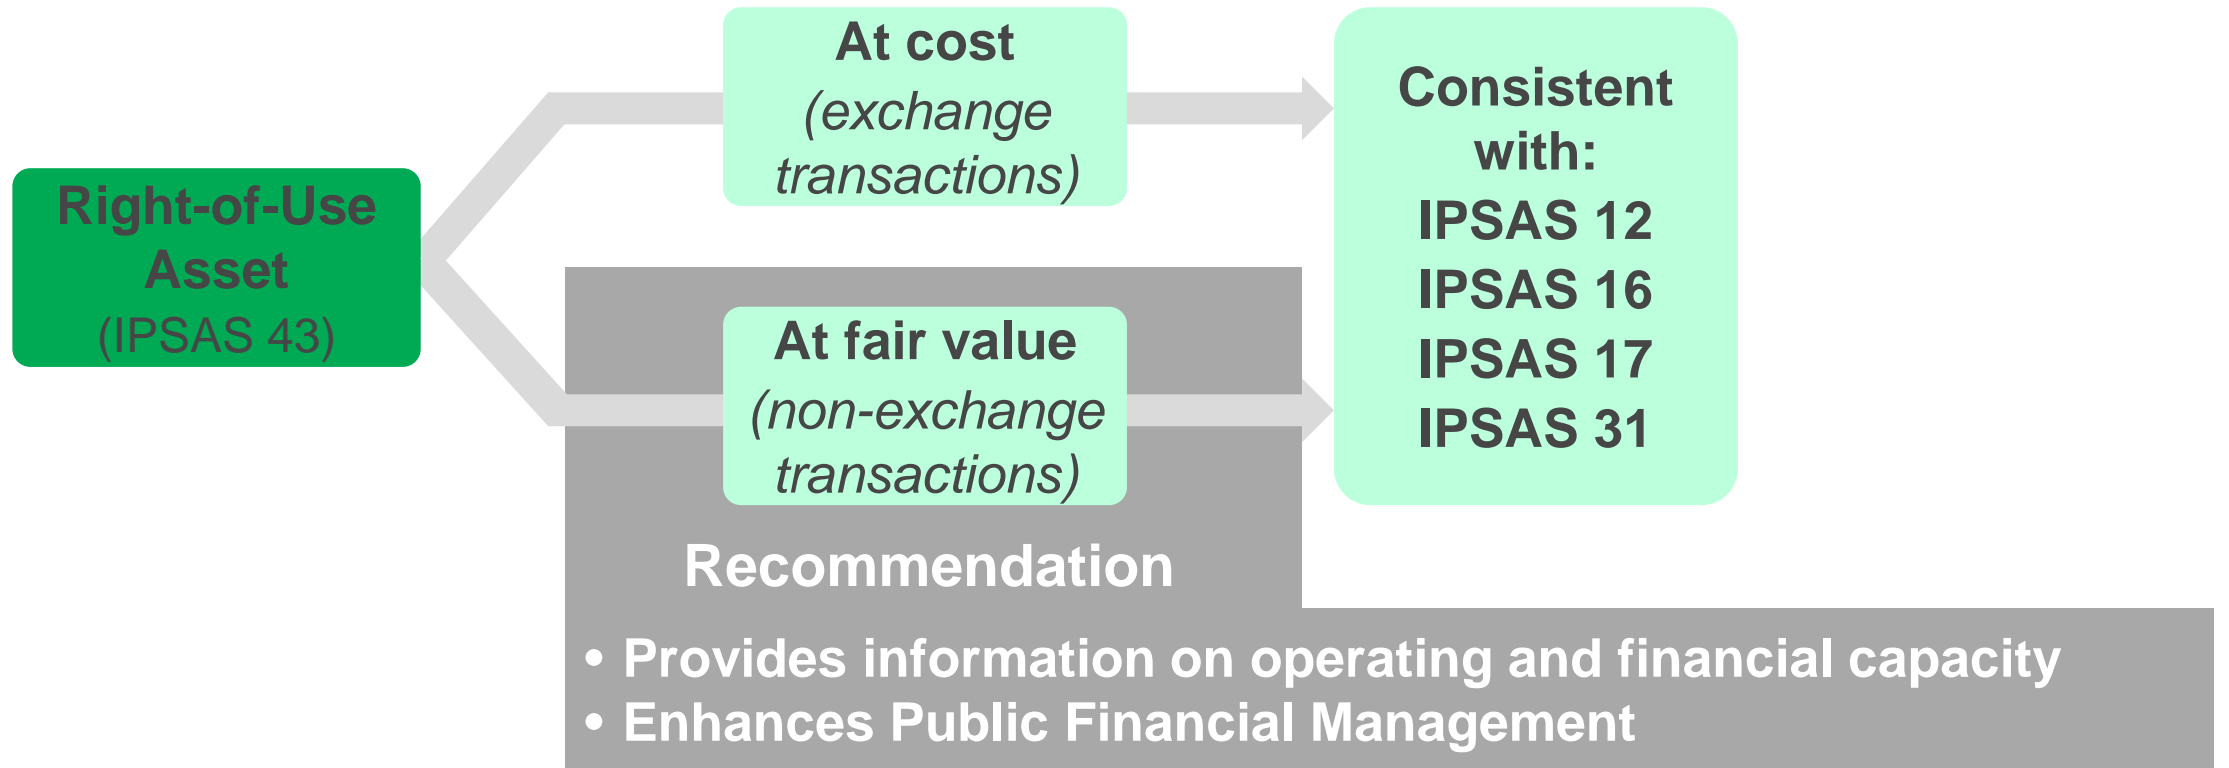 Right-of-Use
Asset
(IPSAS 43)
At cost
(exchange
transactions)
At fair value
(non-exchange
transactions)
Consistent
with:
IPSAS 12
IPSAS 16
IPSAS 17
IPSAS 31
Recommendation
• Provides information on operating and financial capacity
• Enhances Public Financial Management